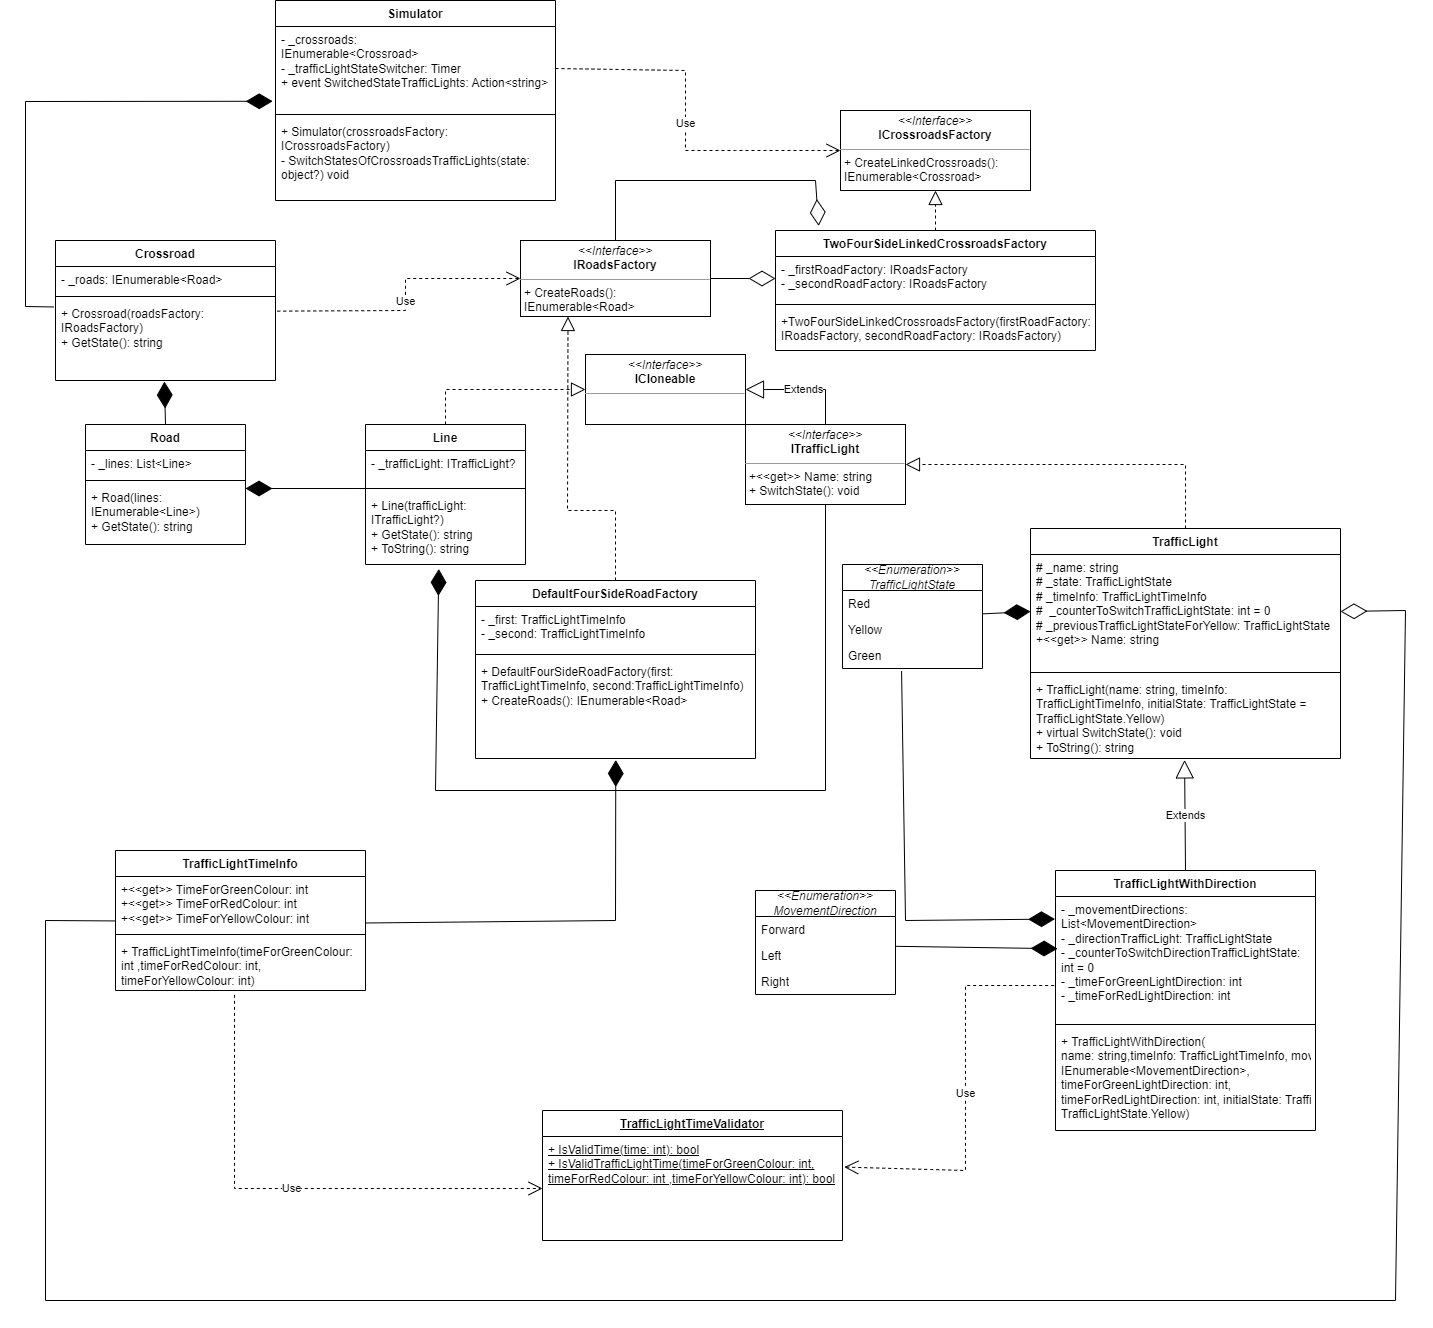 Simulator
- _crossroads:
IEnumerable<Crossroad>
- _trafficLightStateSwitcher: Timer
+ event SwitchedStateTrafficLights: Action<string>
+ Simulator(crossroadsFactory:
ICrossroadsFactory)
- SwitchStatesOfCrossroadsTrafficLights(state:
object?) void
Use
<<Interface>>
ICrossroadsFactory
+ CreateLinkedCrossroads():
IEnumerable<Crossroad>
Crossroad
- _roads: IEnumerable<Road>
+ Crossroad(roadsFactory:
IRoadsFactory)
+ GetState(): string
Use
<<Interface>>
IRoadsFactory
+ CreateRoads():
IEnumerable<Road>
TwoFourSideLinkedCrossroadsFactory
- _firstRoadFactory: IRoadsFactory
- _secondRoadFactory: IRoadsFactory
+TwoFourSideLinkedCrossroadsFactory(firstRoadFactory:
IRoadsFactory, secondRoadFactory: IRoadsFactory)
<<Interface>>
ICloneable
Extends
Road
- _lines: List<Line>
+ Road(lines:
IEnumerable<Line>)
+ GetState(): string
Line
- _trafficLight: ITrafficLight?
+ Line(trafficLight:
ITrafficLight?)
+ GetState(): string
+ ToString(): string
<<Interface>>
ITrafficLight
+<<get>> Name: string
+ SwitchState(): void
TrafficLight
# _name: string
# _state: TrafficLightState
# _timeInfo: TrafficLightTimeInfo
# _counterToSwitchTrafficLightState: int = 0
# _previousTrafficLightStateForYellow: TrafficLightState
+<<get>> Name: string
+ TrafficLight(name: string, timeInfo:
TrafficLightTimeInfo, initialState: TrafficLightState =
TrafficLightState.Yellow)
+ virtual SwitchState(): void
+ ToString(): string
<<Enumeration>>
TrafficLightState
Red
Yellow
Green
DefaultFourSideRoadFactory
- _first: TrafficLightTimeInfo
- _second: TrafficLightTimeInfo
+ DefaultFourSideRoadFactory(first:
TrafficLightTimeInfo, second:TrafficLightTimeInfo)
+ CreateRoads(): IEnumerable<Road>
Extends
TrafficLightTimeInfo
+<<get>> TimeForGreenColour: int
+<<get>> TimeForRedColour: int
+<<get>> TimeForYellowColour: int
+ TrafficLightTimeInfo(timeForGreenColour:
int ,timeForRedColour: int,
timeForYellowColour: int)
<<Enumeration>>
MovementDirection
Forward
Left
Right
TrafficLightWithDirection
- _movementDirections:
List<MovementDirection>
- _directionTrafficLight: TrafficLightState
- _counterToSwitchDirectionTrafficLightState:
int = 0
- _timeForGreenLightDirection: int
- _timeForRedLightDirection: int
+ TrafficLightWithDirection(
name: string,timeInfo: TrafficLightTimeInfo,
IEnumerable<MovementDirection>,
timeForGreenLightDirection: int,
timeForRedLightDirection: int, initialState:
TrafficLightState.Yellow)
Use
TrafficLightTimeValidator
+ IsValidTime(time: int): bool
+ IsValidTrafficLightTime(timeForGreenColour: int,
timeForRedColour: int ,timeForYellowColour: int): bool
Use